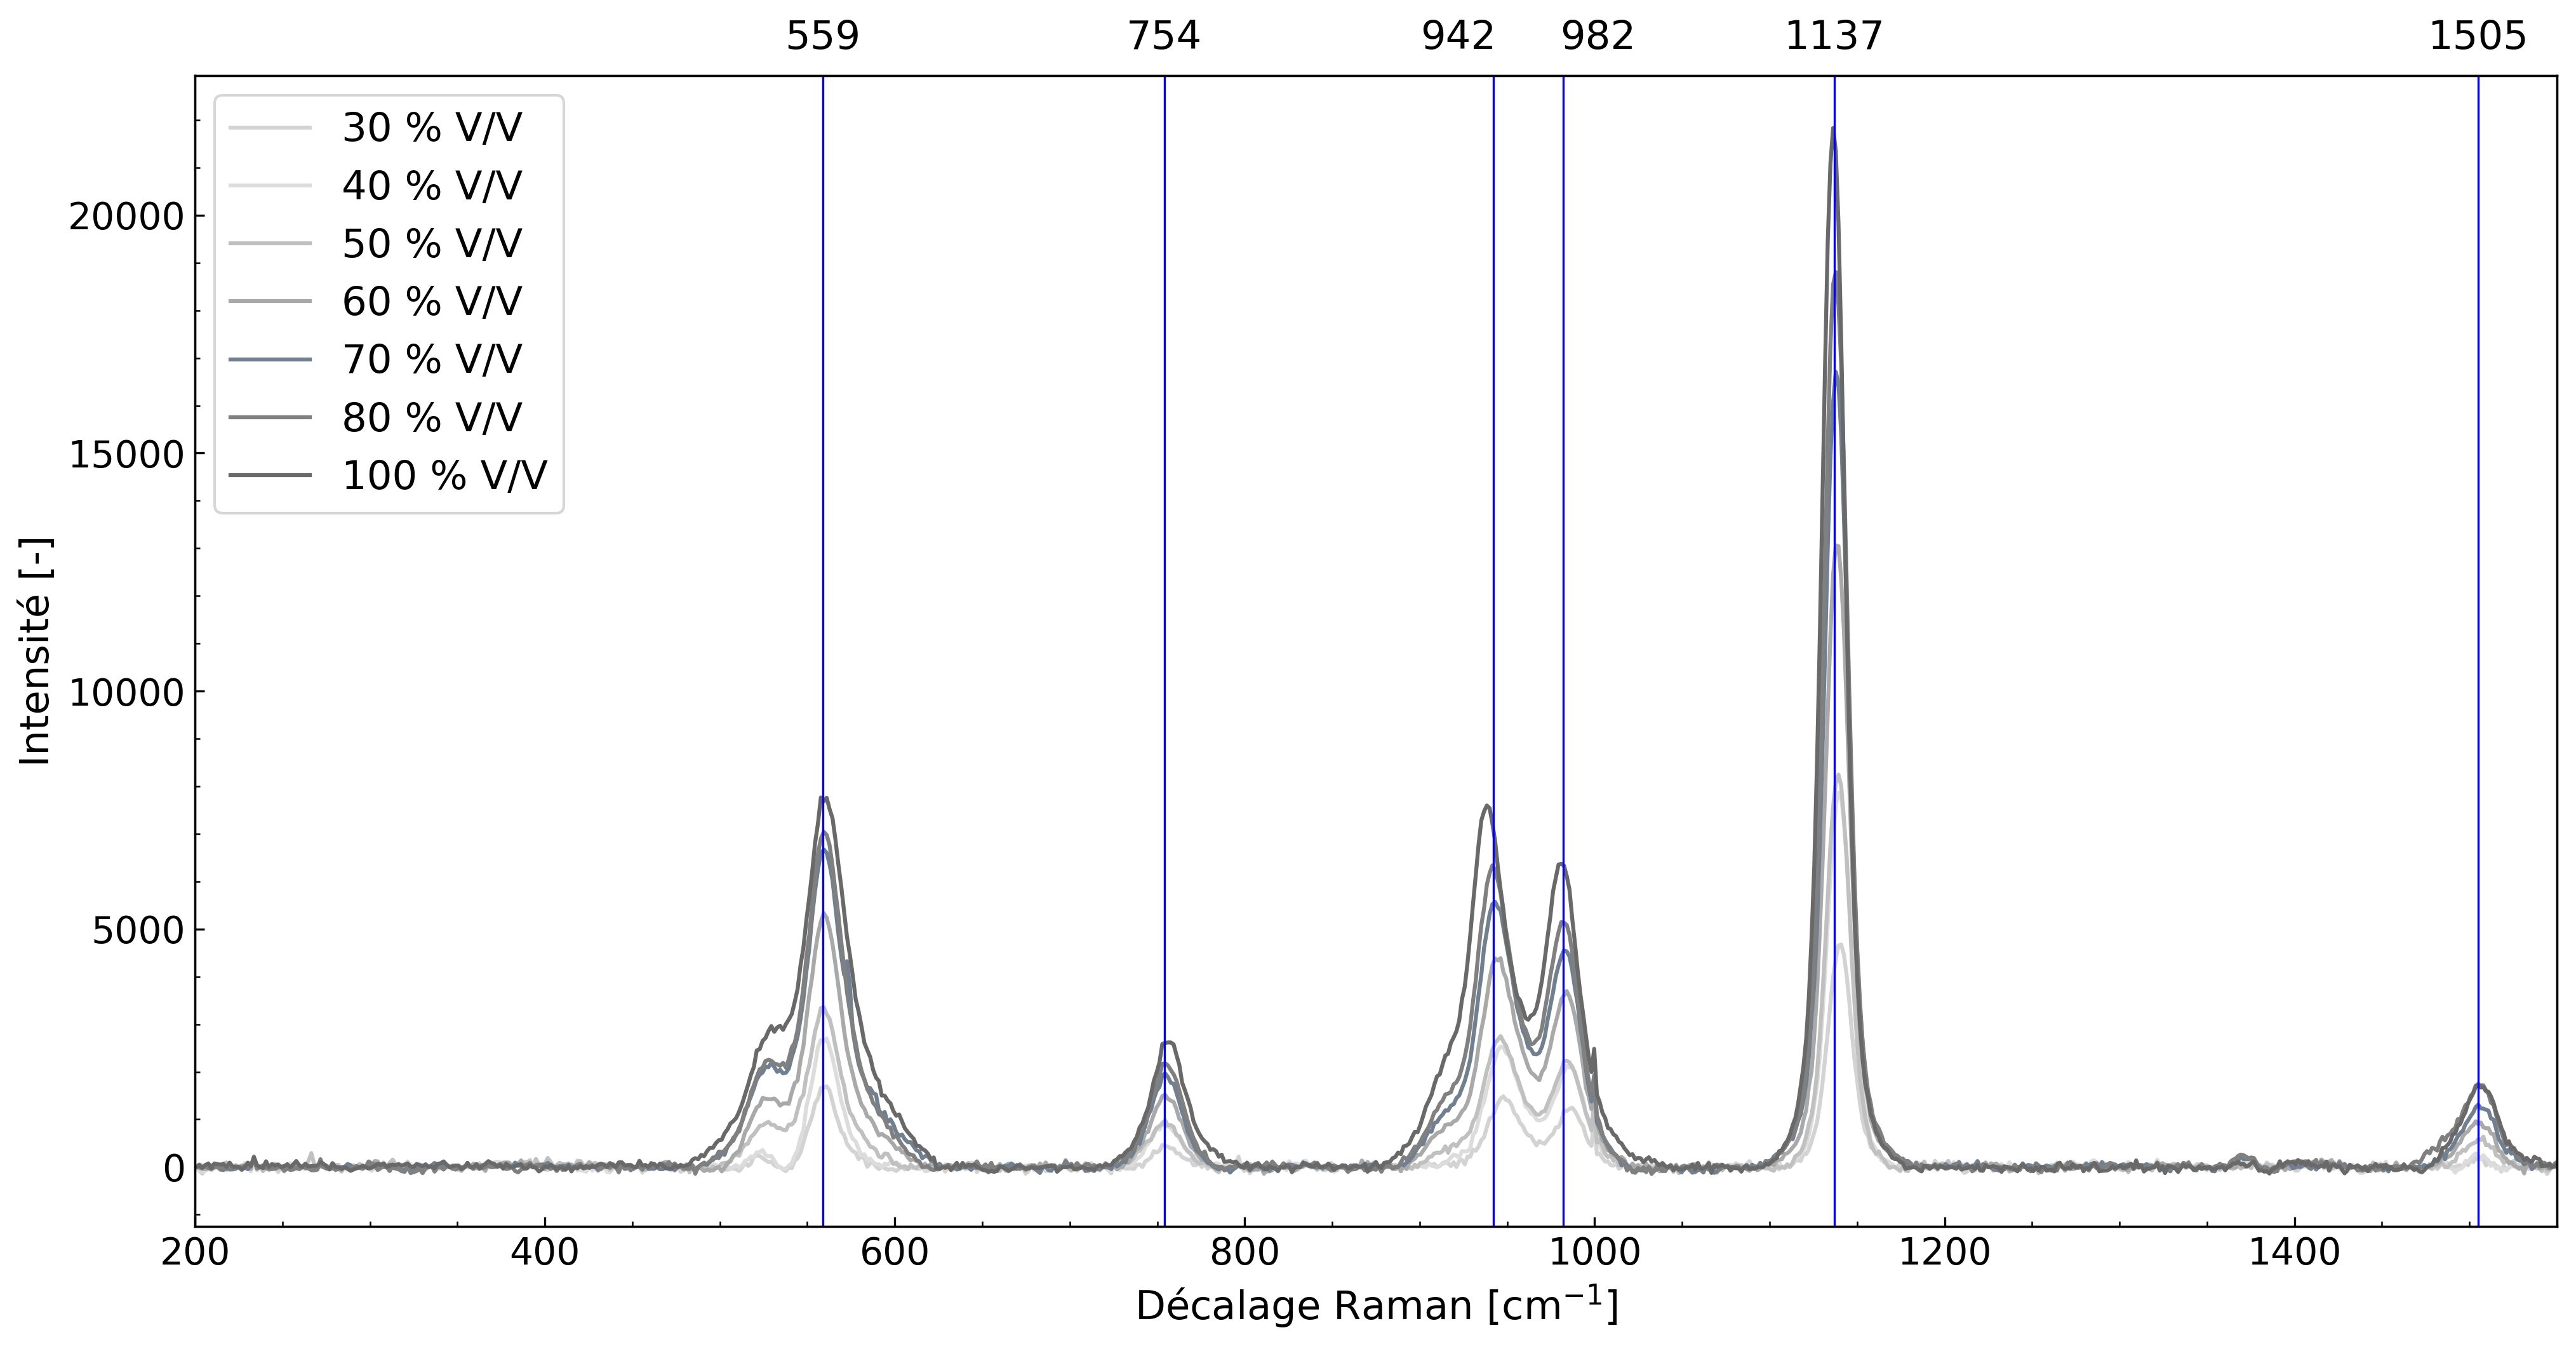 559 754 942 982 1137 1505
30 % V/V
40 % V/V
50 % V/V
60 % V/V
70 % V/V
80 % V/V
100 % V/V
20000
15000
10000
5000
0
Intensité [-]
200 400 600 800 1000 1200 1400
Décalage Raman [cm⁻¹]